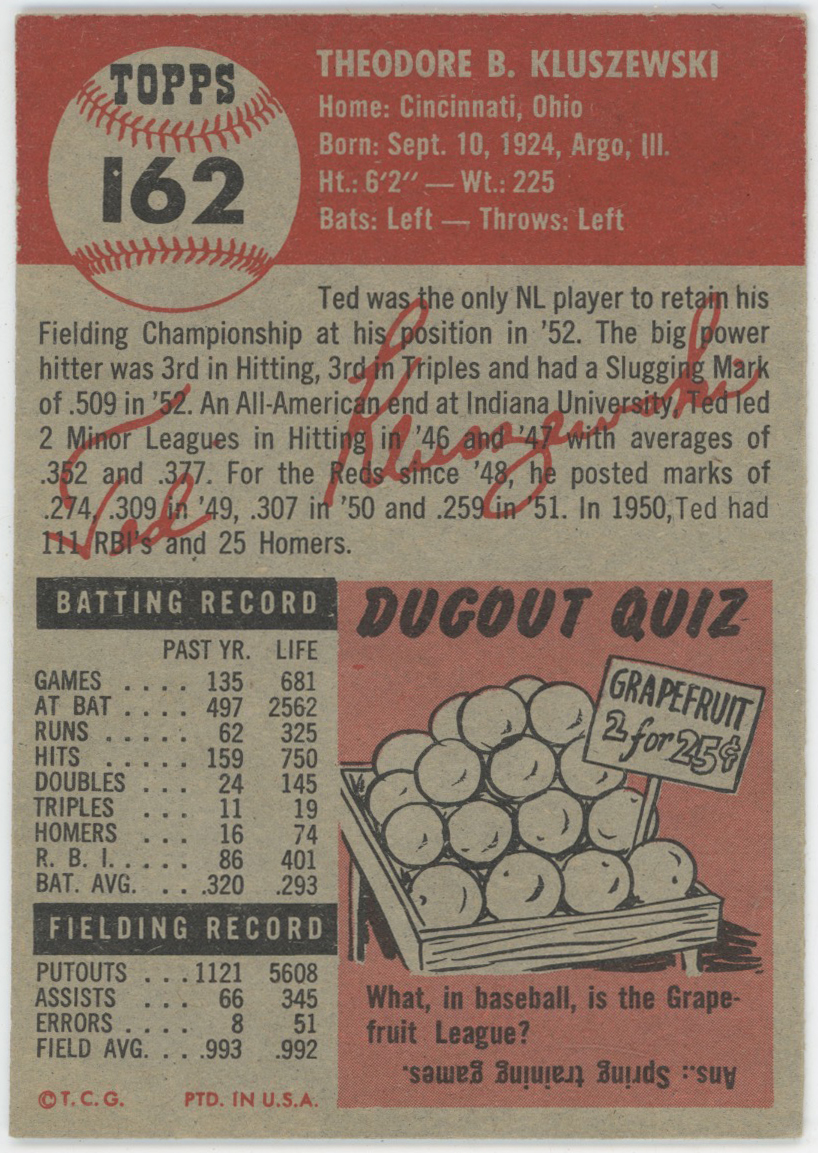 TOPPS
162
THEODORE B. KLUSZEWSKI
Home: Cincinnati, Ohio
Born: Sept. 10, 1924, Argo, Ill.
Ht.: 6'2" — Wt.: 225
Bats: Left — Throws: Left
Ted was the only NL player to retain his
Fielding Championship at his position in '52. The big power
hitter was 3rd in Hitting, 3rd in Triples and had a Slugging Mark
of .509 in '52. An All-American end at Indiana University, Ted led
2 Minor Leagues in Hitting in '46 and '47 with averages of
.352 and .377. For the Reds since '48, he posted marks of
.274, .309 in '49, .307 in '50 and .259 in '51. In 1950, Ted had
111 RBI's and 25 Homers.
Ted Kluszewski
BATTING RECORD
PAST YR. LIFE
GAMES .... 135 681
AT BAT .... 497 2562
RUNS ..... 62 325
HITS ..... 159 750
DOUBLES ... 24 145
TRIPLES ... 11 19
HOMERS ... 16 74
R. B. I. .... 86 401
BAT. AVG. ... .320 .293
FIELDING RECORD
PUTOUTS ... 1121 5608
ASSISTS ... 66 345
ERRORS .... 8 51
FIELD AVG. ... .993 .992
©T. C. G. PTD. IN U.S.A.
DUGOUT QUIZ
GRAPEFRUIT
2 for 25¢
What, in baseball, is the Grape-
fruit League?
Ans.: Spring training games.